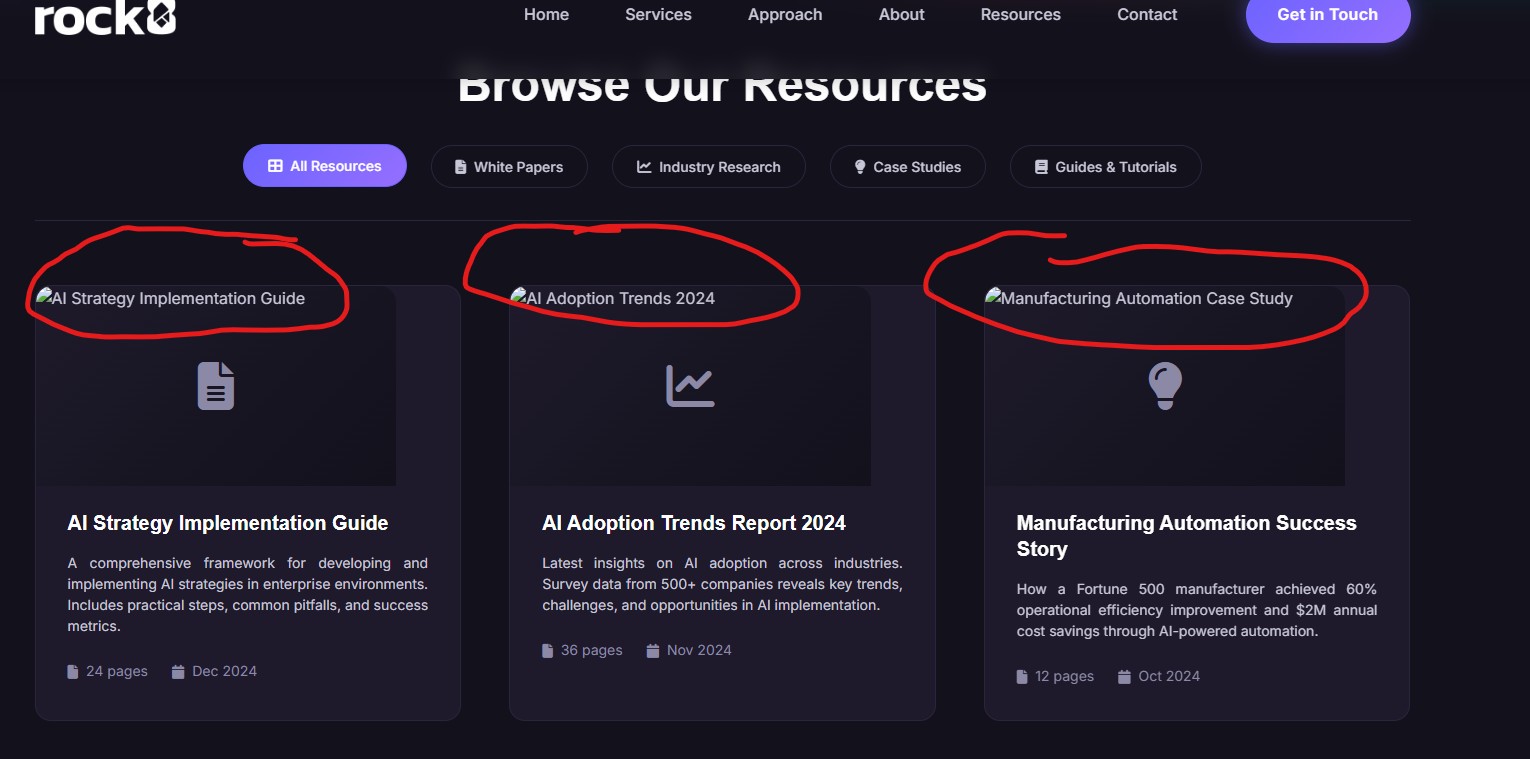 rock8
Home Services Approach About Resources Contact Get in Touch
Browse Our Resources
All Resources White Papers Industry Research Case Studies Guides & Tutorials
AI Strategy Implementation Guide
AI Strategy Implementation Guide
A comprehensive framework for developing and
implementing AI strategies in enterprise environments.
Includes practical steps, common pitfalls, and success
metrics.
24 pages Dec 2024
AI Adoption Trends 2024
AI Adoption Trends Report 2024
Latest insights on AI adoption across industries.
Survey data from 500+ companies reveals key trends,
challenges, and opportunities in AI implementation.
36 pages Nov 2024
Manufacturing Automation Case Study
Manufacturing Automation Success
Story
How a Fortune 500 manufacturer achieved 60%
operational efficiency improvement and $2M annual
cost savings through AI-powered automation.
12 pages Oct 2024